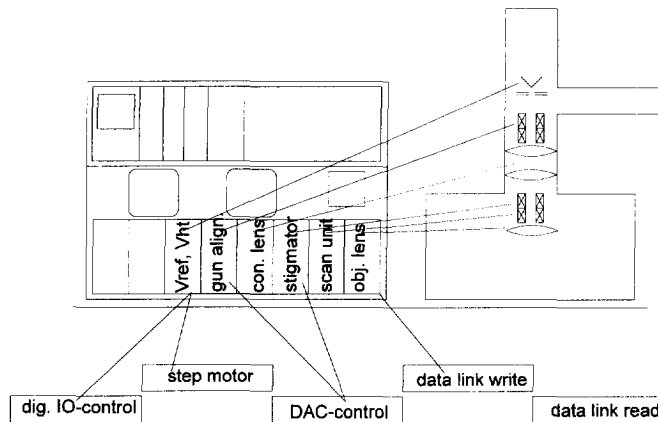 Vref, Vht
gun align
con. lens
stigmator
scan unit
obj. lens
step motor
data link write
dig. IO-control
DAC-control
data link read